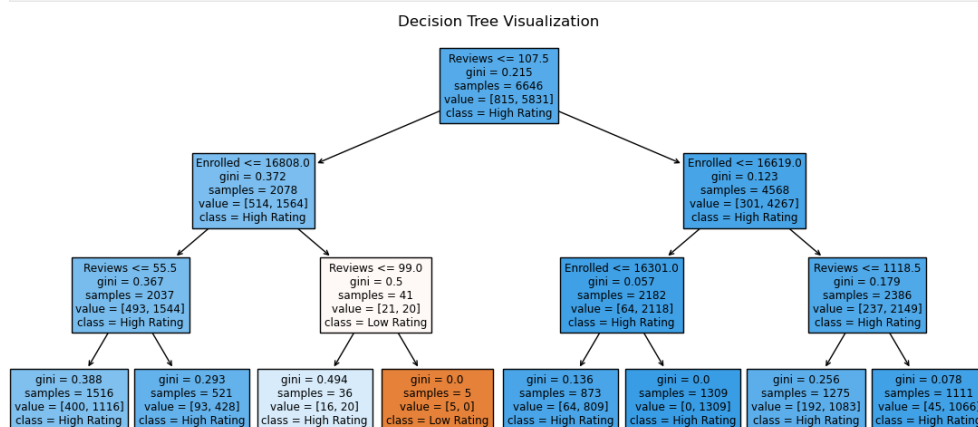 Decision Tree Visualization
Reviews <= 107.5
gini = 0.215
samples = 6646
value = [815, 5831]
class = High Rating
Enrolled <= 16808.0
gini = 0.372
samples = 2078
value = [514, 1564]
class = High Rating
Enrolled <= 16619.0
gini = 0.123
samples = 4568
value = [301, 4267]
class = High Rating
Reviews <= 55.5
gini = 0.367
samples = 2037
value = [493, 1544]
class = High Rating
Reviews <= 99.0
gini = 0.5
samples = 41
value = [21, 20]
class = Low Rating
Enrolled <= 16301.0
gini = 0.057
samples = 2182
value = [64, 2118]
class = High Rating
Reviews <= 1118.5
gini = 0.179
samples = 2386
value = [237, 2149]
class = High Rating
gini = 0.388
samples = 1516
value = [400, 1116]
class = High Rating
gini = 0.293
samples = 521
value = [93, 428]
class = High Rating
gini = 0.494
samples = 36
value = [16, 20]
class = High Rating
gini = 0.0
samples = 5
value = [5, 0]
class = Low Rating
gini = 0.136
samples = 873
value = [64, 809]
class = High Rating
gini = 0.0
samples = 1309
value = [0, 1309]
class = High Rating
gini = 0.256
samples = 1275
value = [192, 1083]
class = High Rating
gini = 0.078
samples = 1111
value = [45, 1066]
class = High Rating